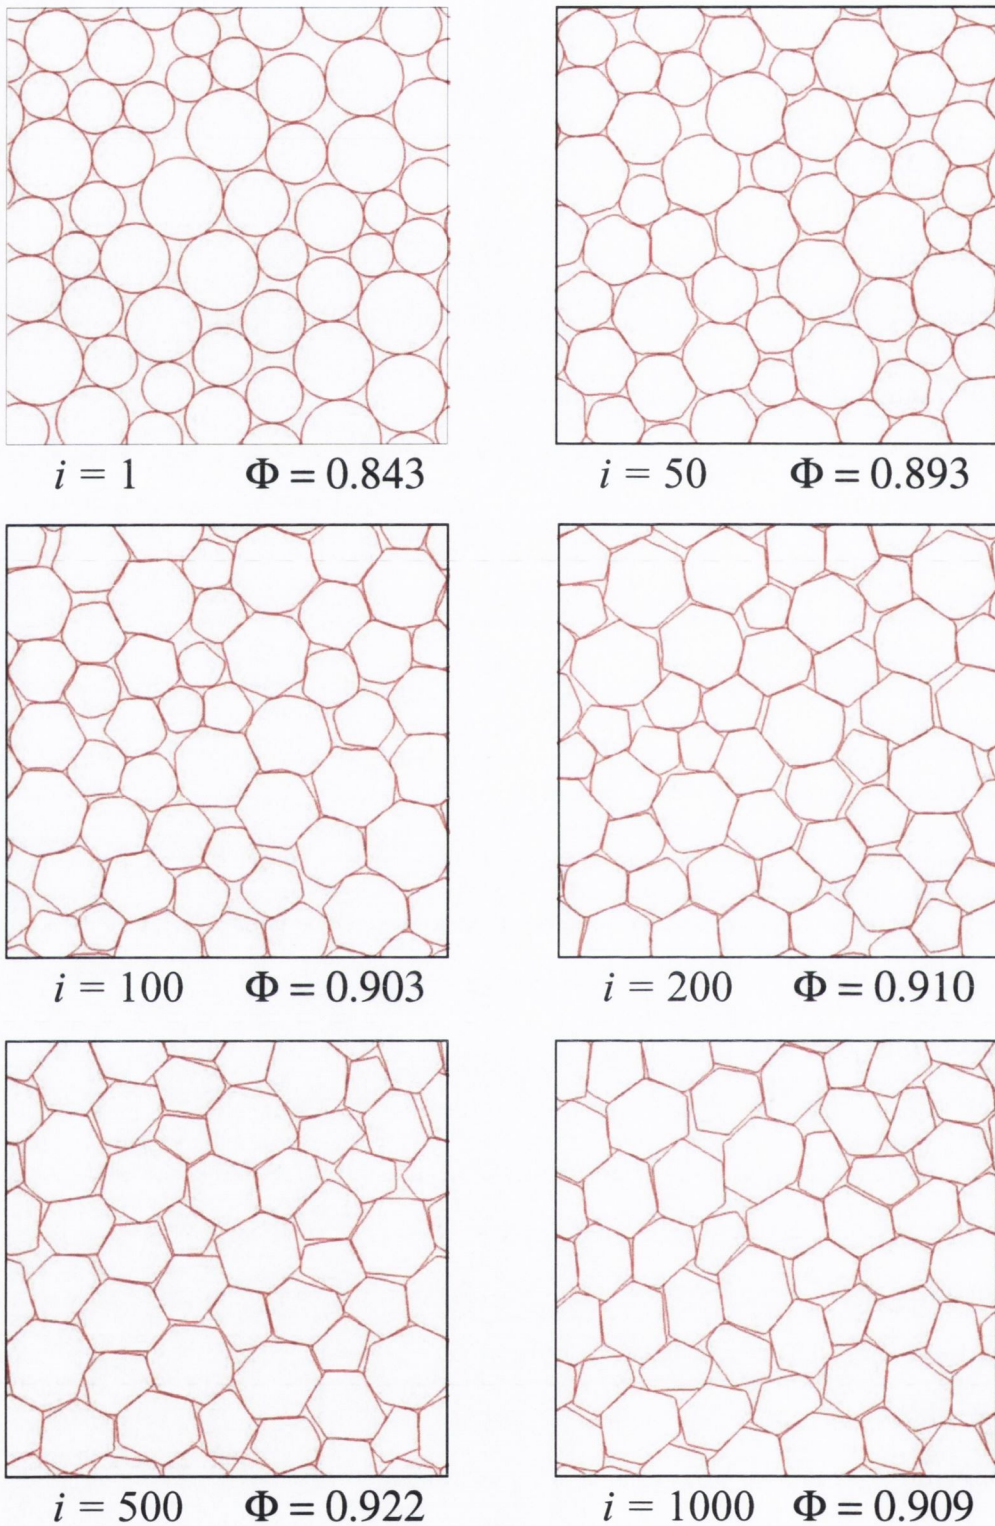 i = 1 Φ = 0.843 i = 50 Φ = 0.893
i = 100 Φ = 0.903 i = 200 Φ = 0.910
i = 500 Φ = 0.922 i = 1000 Φ = 0.909